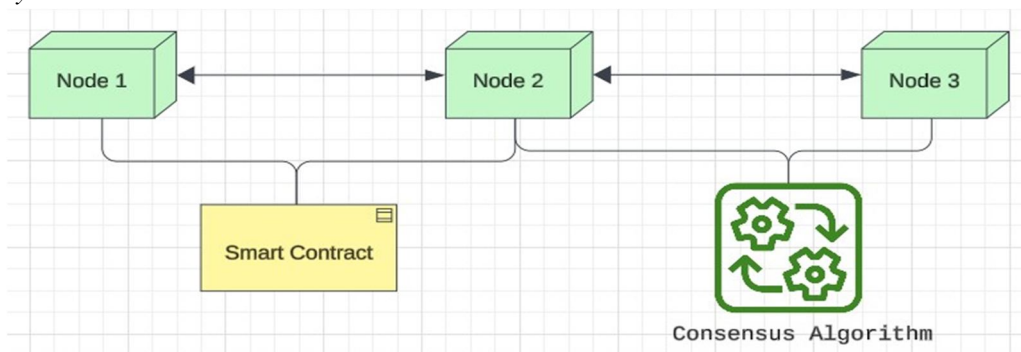 Node 1
Node 2
Node 3
Smart Contract
Consensus Algorithm